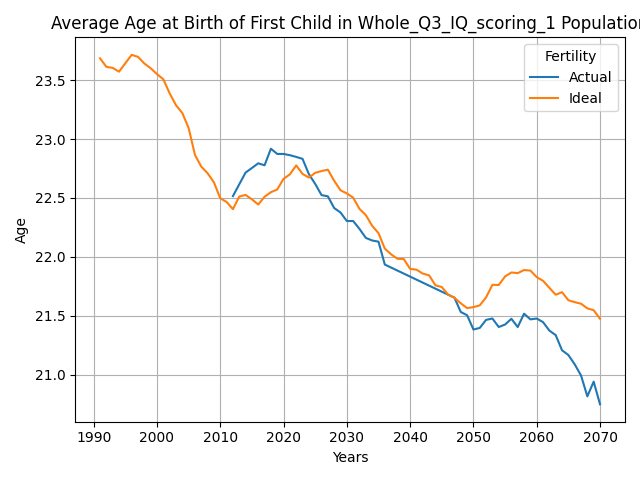 Average Age at Birth of First Child in Whole_Q3_IQ_scoring_1 Population
Fertility
Actual
Ideal
Age
23.5
23.0
22.5
22.0
21.5
21.0
1990 2000 2010 2020 2030 2040 2050 2060 2070
Years